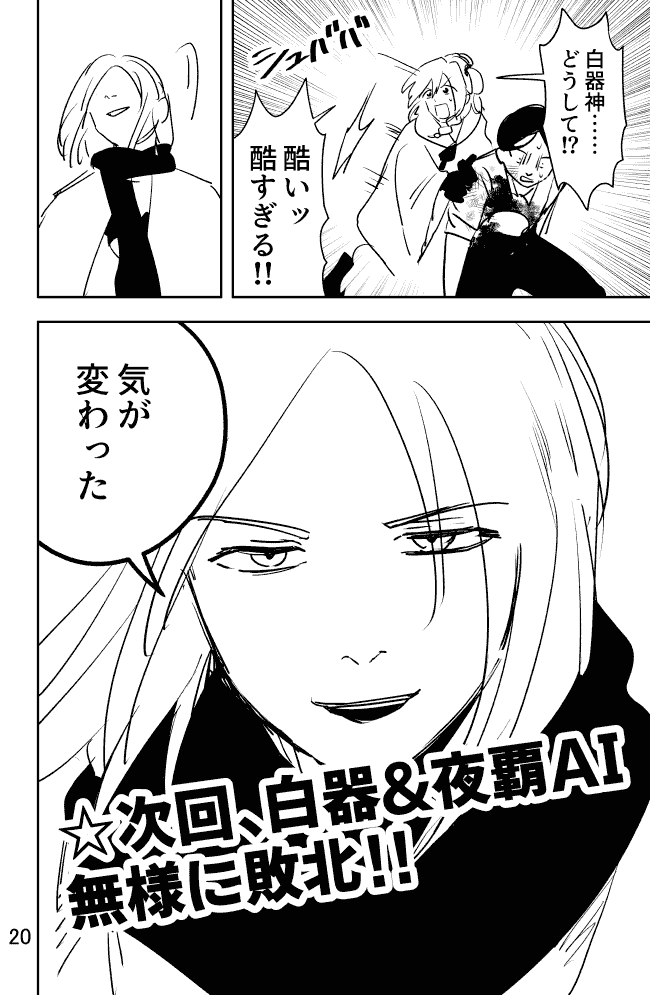 白器神……
どうして!?
シュババ
酷いッ
酷すぎる!!
気が
変わった
☆次回、白器&夜覇AI
無様に敗北!!
20